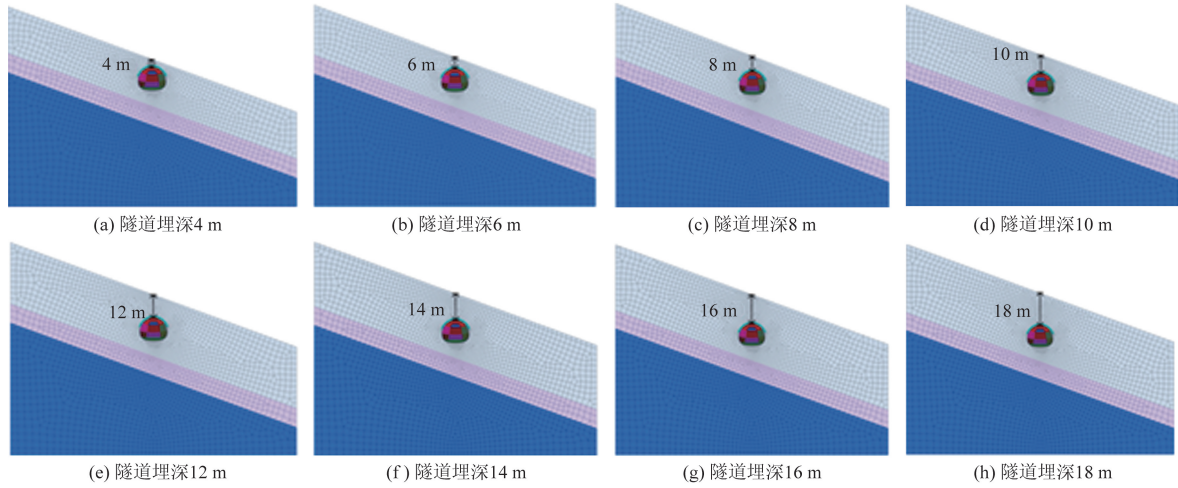 4 m
6 m
8 m
10 m
(a) 隧道埋深4 m
(b) 隧道埋深6 m
(c) 隧道埋深8 m
(d) 隧道埋深10 m
12 m
14 m
16 m
18 m
(e) 隧道埋深12 m
(f ) 隧道埋深14 m
(g) 隧道埋深16 m
(h) 隧道埋深18 m